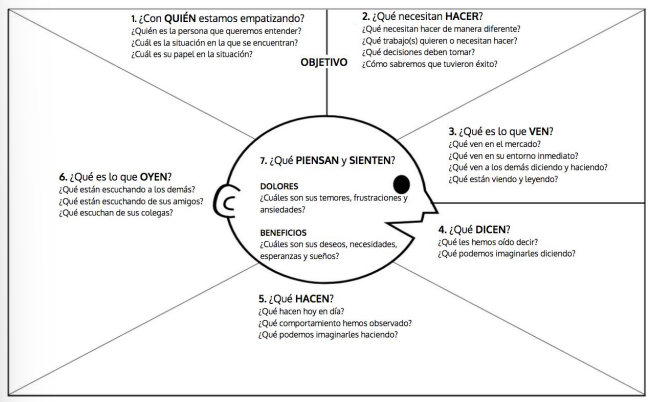 1. ¿Con QUIÉN estamos empatizando?
¿Quién es la persona que queremos entender?
¿Cuál es la situación en la que se encuentran?
¿Cuál es su papel en la situación?
2. ¿Qué necesitan HACER?
¿Qué necesitan hacer de manera diferente?
¿Qué trabajo(s) quieren o necesitan hacer?
¿Qué decisiones deben tomar?
¿Cómo sabremos que tuvieron éxito?
OBJETIVO
3. ¿Qué es lo que VEN?
¿Qué ven en el mercado?
¿Qué ven en su entorno inmediato?
¿Qué ven a los demás diciendo y haciendo?
¿Qué están viendo y leyendo?
4. ¿Qué DICEN?
¿Qué les hemos oído decir?
¿Qué podemos imaginarles diciendo?
5. ¿Qué HACEN?
¿Qué hacen hoy en día?
¿Qué comportamiento hemos observado?
¿Qué podemos imaginarles haciendo?
6. ¿Qué es lo que OYEN?
¿Qué están escuchando a los demás?
¿Qué están escuchando de sus amigos?
¿Qué escuchan de sus colegas?
7. ¿Qué PIENSAN y SIENTEN?
DOLORES
¿Cuáles son sus temores, frustraciones y
ansiedades?
BENEFICIOS
¿Cuáles son sus deseos, necesidades,
esperanzas y sueños?